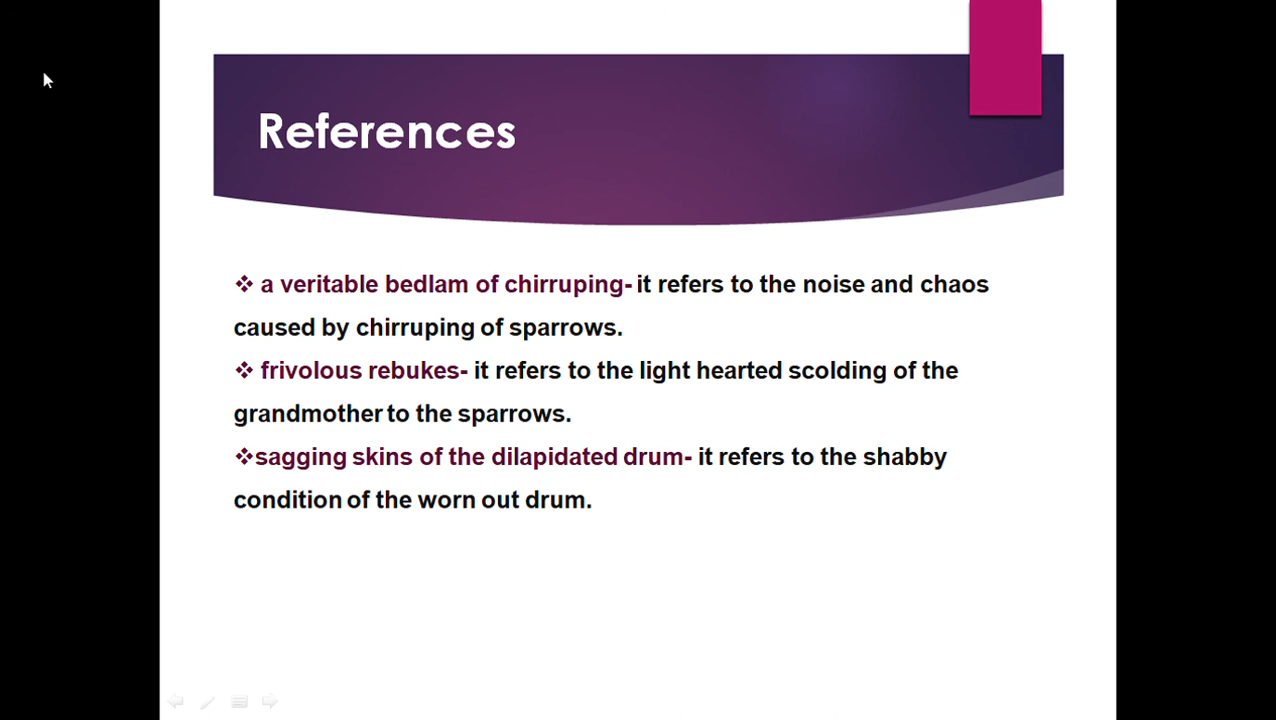 References
❖ a veritable bedlam of chirruping- it refers to the noise and chaos
caused by chirruping of sparrows.
❖ frivolous rebukes- it refers to the light hearted scolding of the
grandmother to the sparrows.
❖sagging skins of the dilapidated drum- it refers to the shabby
condition of the worn out drum.